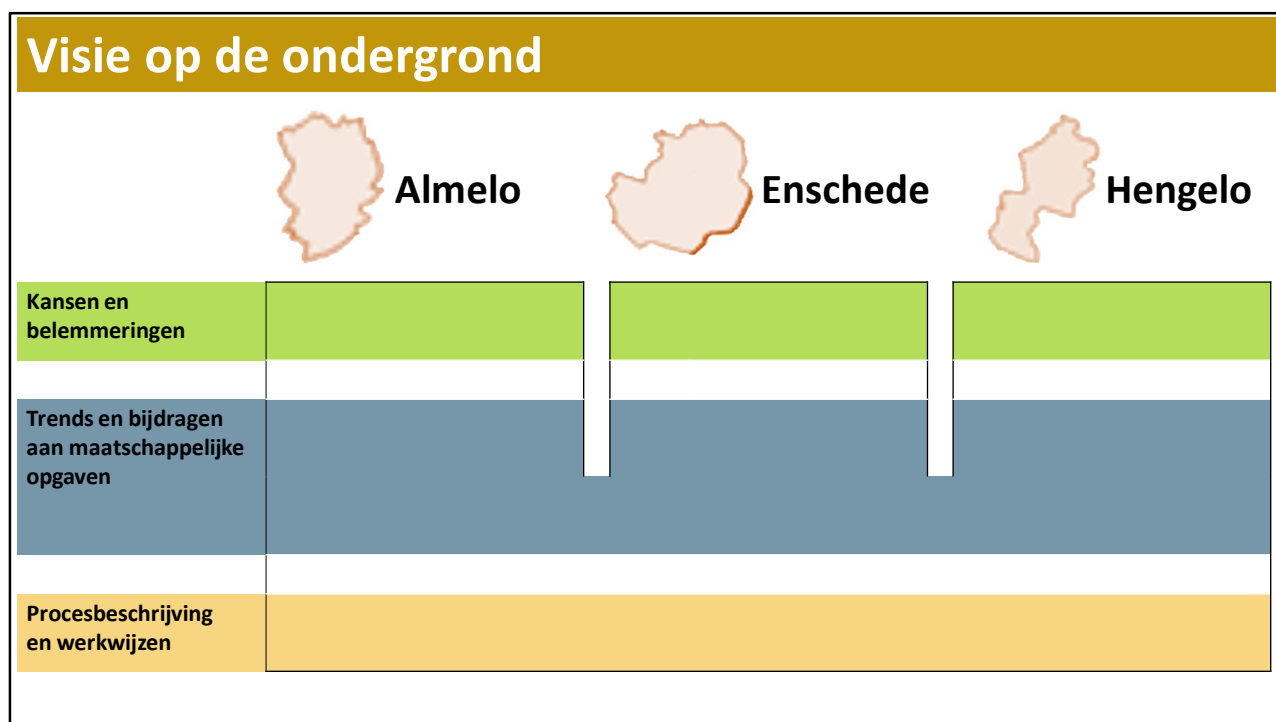 Visie op de ondergrond
Almelo
Enschede
Hengelo
Kansen en
belemmeringen
Trends en bijdragen
aan maatschappelijke
opgaven
Procesbeschrijving
en werkwijzen